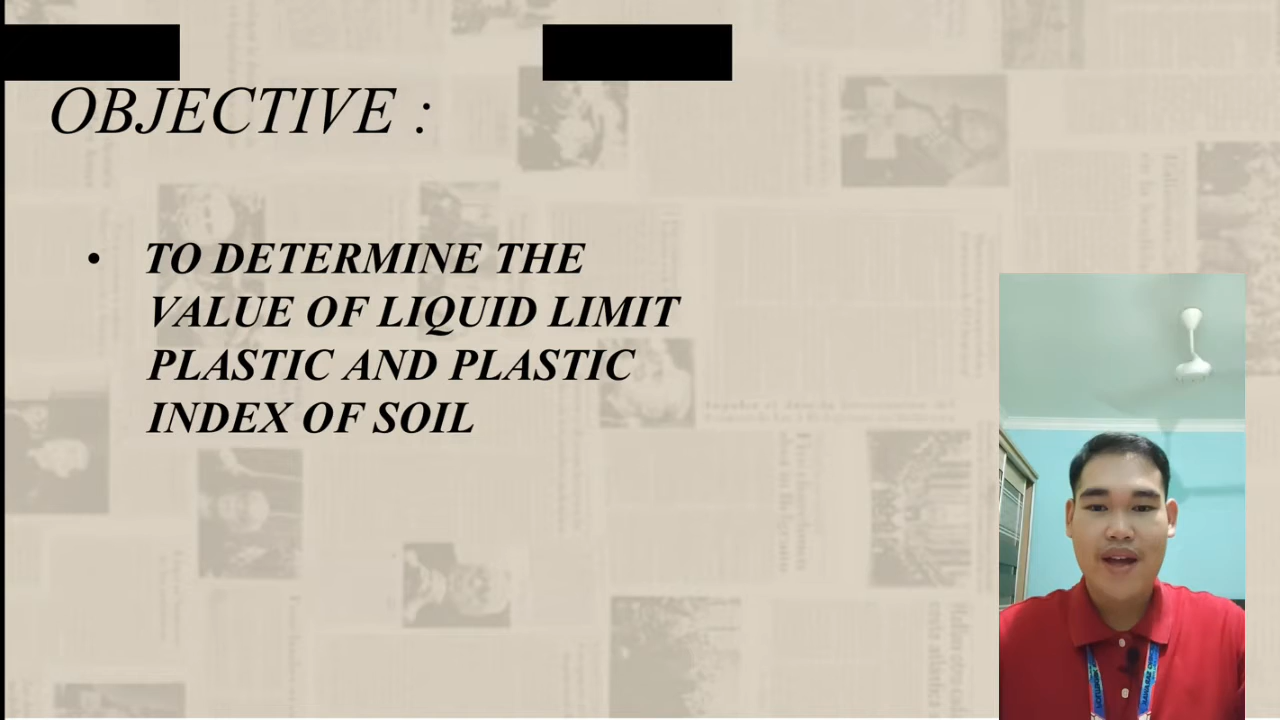 OBJECTIVE :
• TO DETERMINE THE
VALUE OF LIQUID LIMIT
PLASTIC AND PLASTIC
INDEX OF SOIL